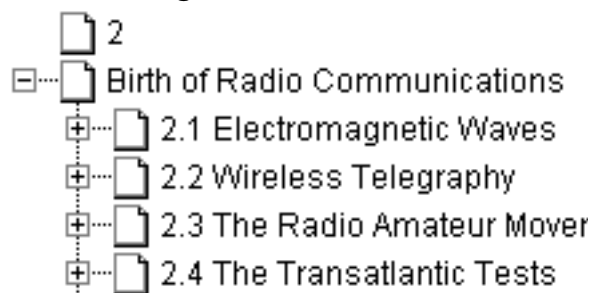 2
Birth of Radio Communications
2.1 Electromagnetic Waves
2.2 Wireless Telegraphy
2.3 The Radio Amateur Mover
2.4 The Transatlantic Tests